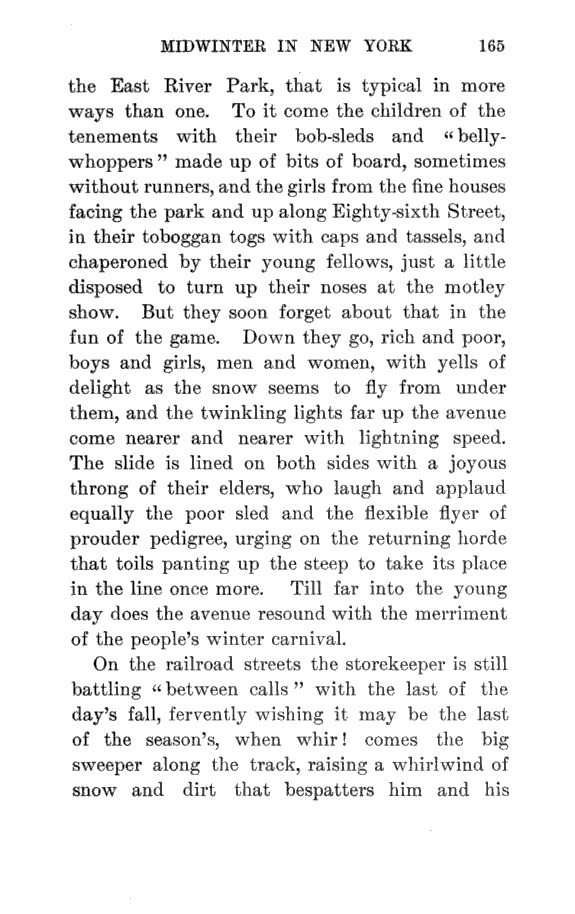 MIDWINTER IN NEW YORK 165
the East River Park, that is typical in more
ways than one. To it come the children of the
tenements with their bob-sleds and “belly-
whoppers” made up of bits of board, sometimes
without runners, and the girls from the fine houses
facing the park and up along Eighty-sixth Street,
in their toboggan togs with caps and tassels, and
chaperoned by their young fellows, just a little
disposed to turn up their noses at the motley
show. But they soon forget about that in the
fun of the game. Down they go, rich and poor,
boys and girls, men and women, with yells of
delight as the snow seems to fly from under
them, and the twinkling lights far up the avenue
come nearer and nearer with lightning speed.
The slide is lined on both sides with a joyous
throng of their elders, who laugh and applaud
equally the poor sled and the flexible flyer of
prouder pedigree, urging on the returning horde
that toils panting up the steep to take its place
in the line once more. Till far into the young
day does the avenue resound with the merriment
of the people’s winter carnival.
On the railroad streets the storekeeper is still
battling “between calls” with the last of the
day’s fall, fervently wishing it may be the last
of the season’s, when whir! comes the big
sweeper along the track, raising a whirlwind of
snow and dirt that bespatters him and his